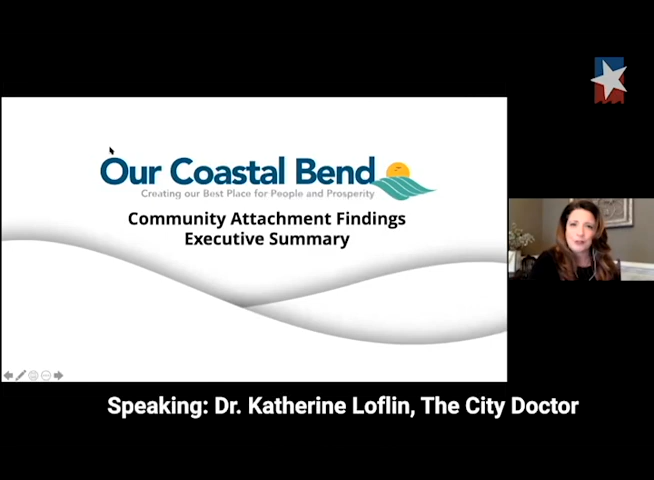 Our Coastal Bend
Creating our Best Place for People and Prosperity
Community Attachment Findings
Executive Summary
Speaking: Dr. Katherine Loflin, The City Doctor